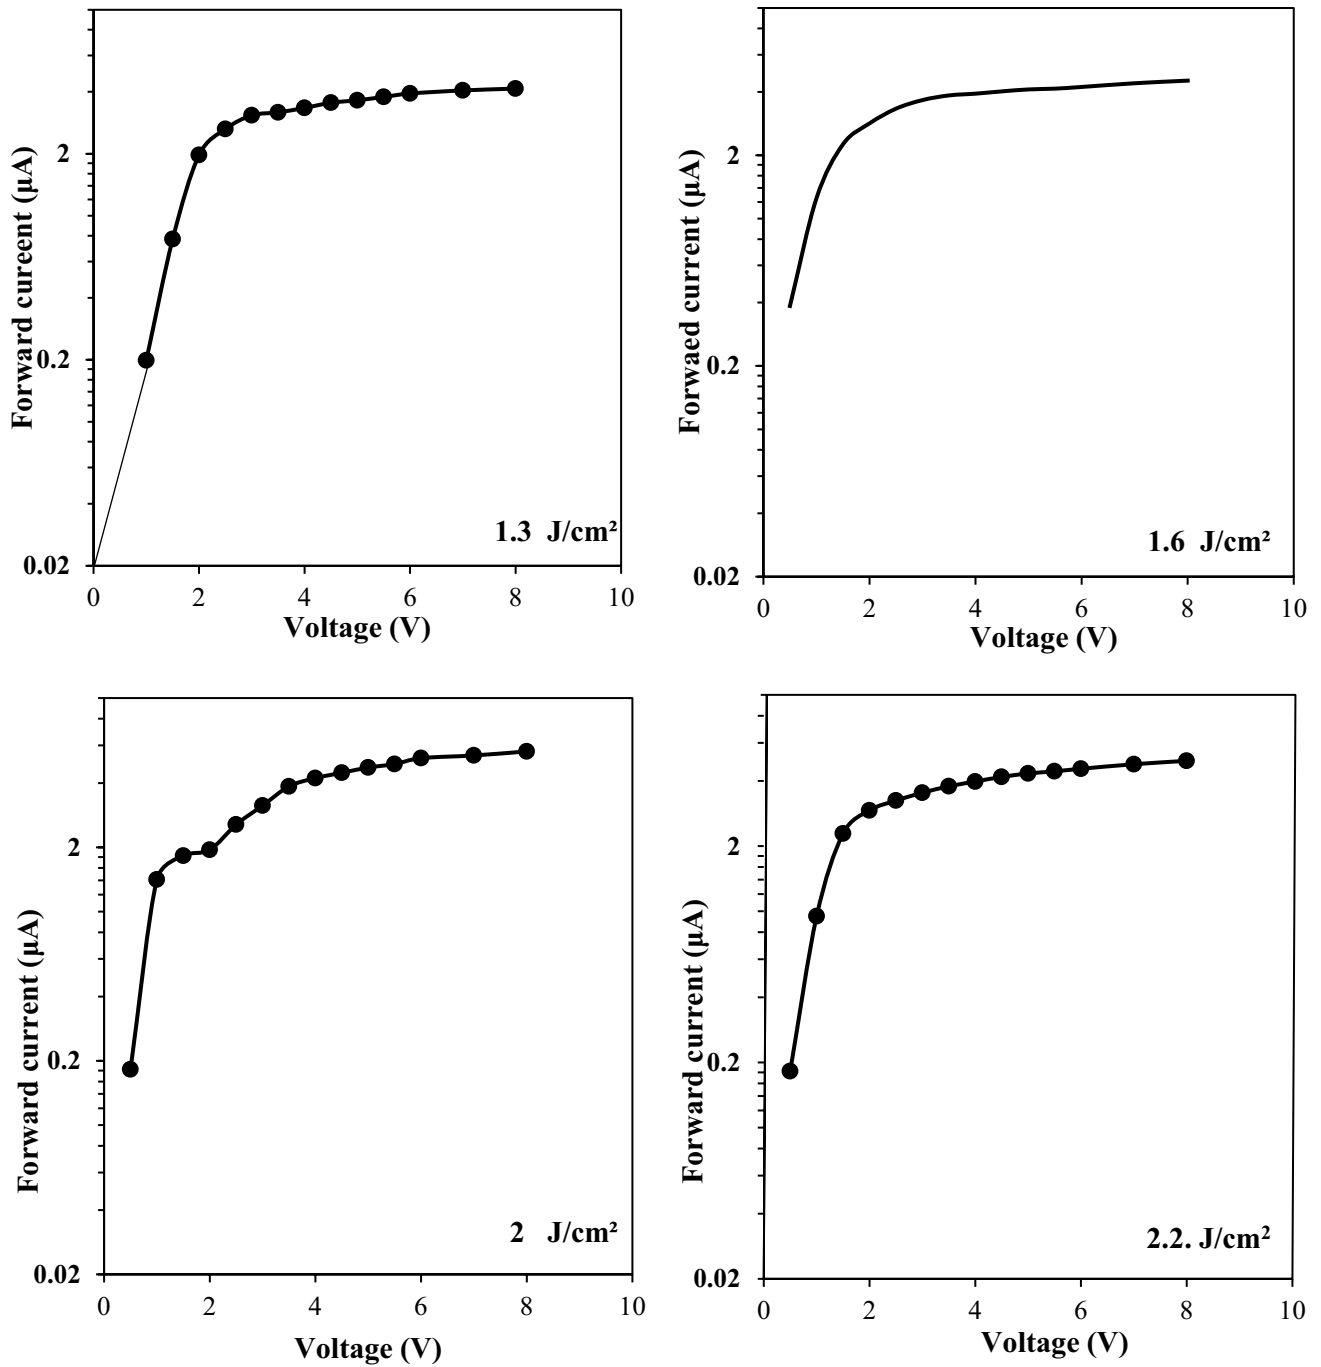 Forward cureent (µA)
2
0.2
0.02
1.3 J/cm²
0 2 4 6 8 10
Voltage (V)
Forwaed current (µA)
2
0.2
0.02
1.6 J/cm²
0 2 4 6 8 10
Voltage (V)
Forward current (µA)
2
0.2
0.02
2 J/cm²
0 2 4 6 8 10
Voltage (V)
Forward current (µA)
2
0.2
0.02
2.2. J/cm²
0 2 4 6 8 10
Voltage (V)